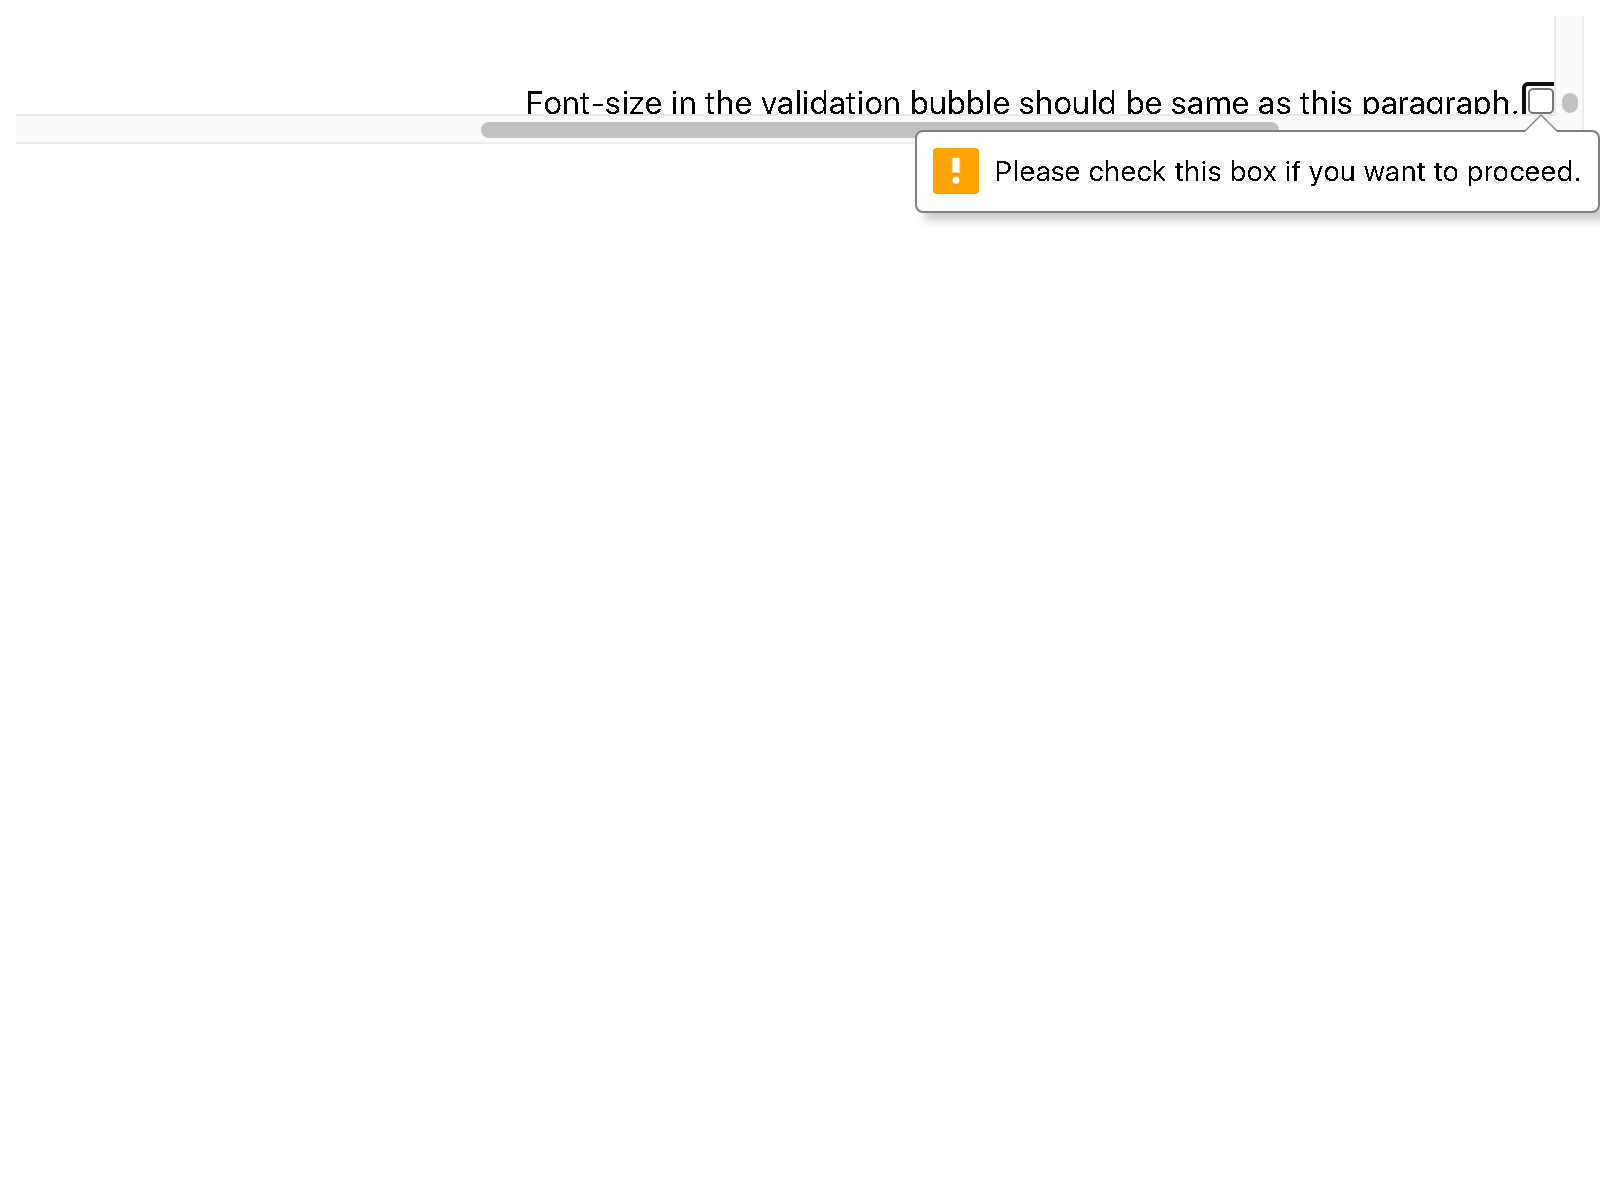 Font-size in the validation bubble should be same as this paragraph.
Please check this box if you want to proceed.